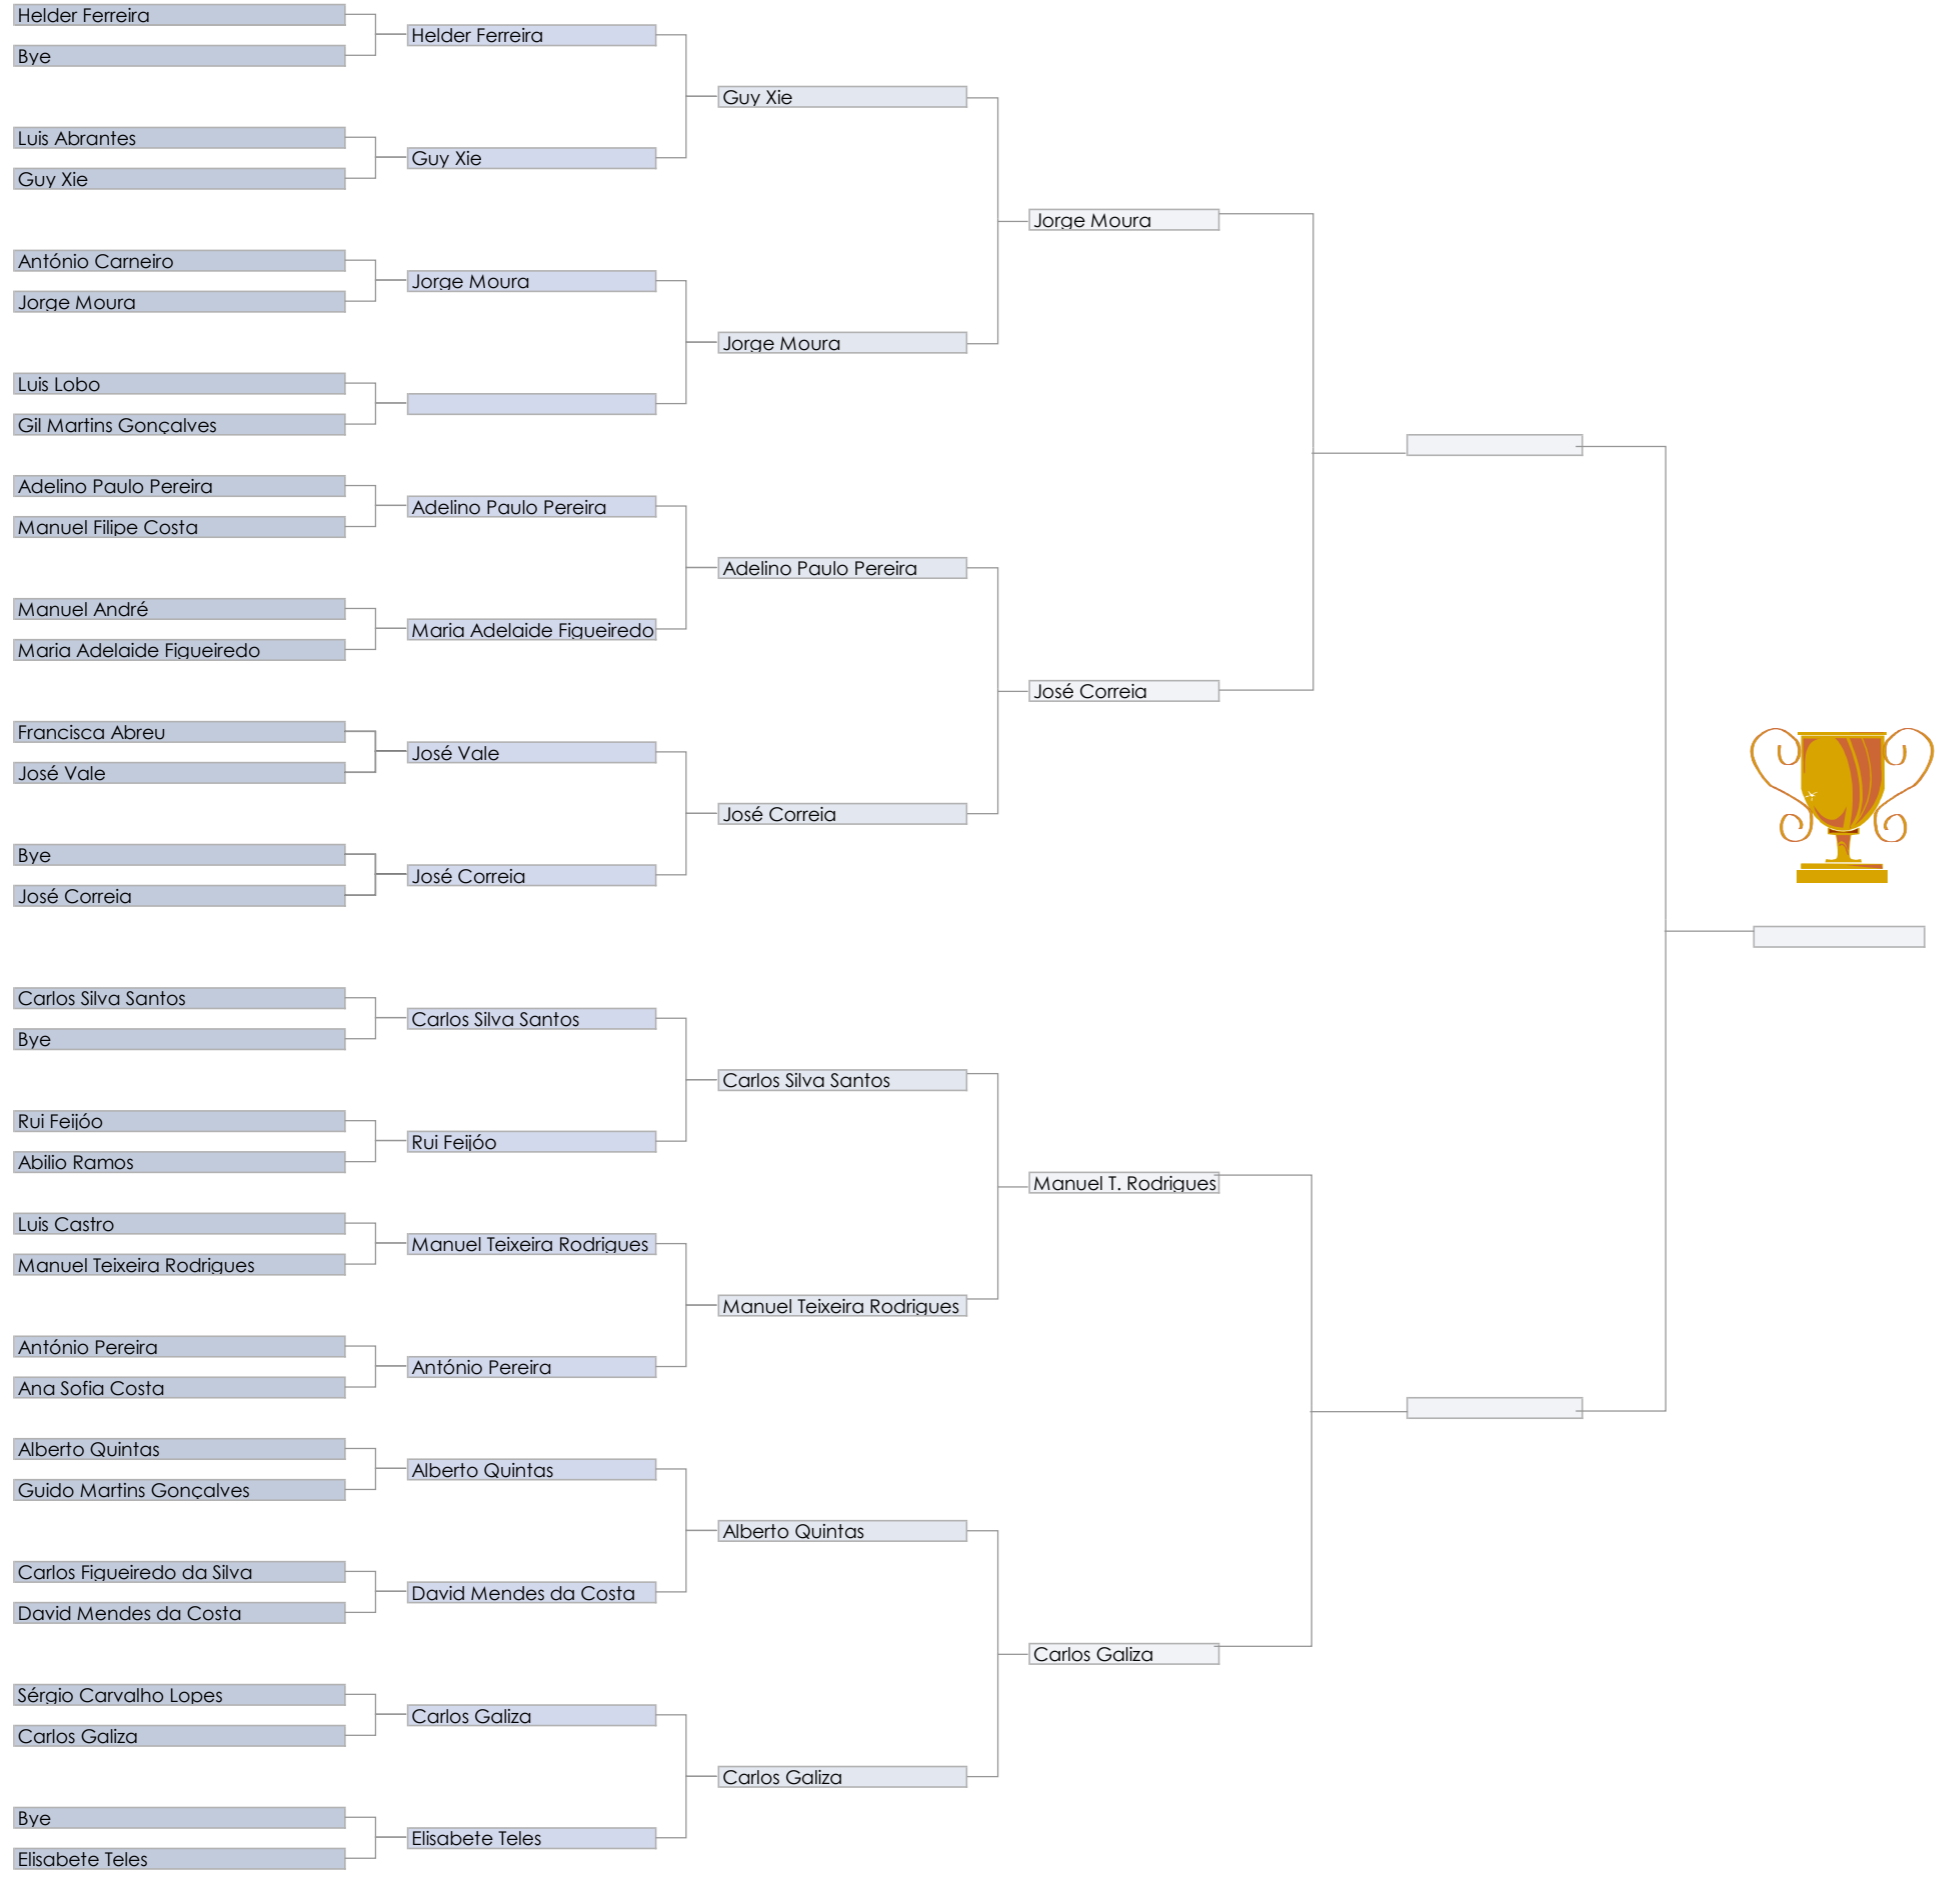 Helder Ferreira
Bye
Luis Abrantes
Guy Xie
António Carneiro
Jorge Moura
Luis Lobo
Gil Martins Gonçalves
Adelino Paulo Pereira
Manuel Filipe Costa
Manuel André
Maria Adelaide Figueiredo
Francisca Abreu
José Vale
Bye
José Correia
Carlos Silva Santos
Bye
Rui Feijóo
Abilio Ramos
Luis Castro
Manuel Teixeira Rodrigues
António Pereira
Ana Sofia Costa
Alberto Quintas
Guido Martins Gonçalves
Carlos Figueiredo da Silva
David Mendes da Costa
Sérgio Carvalho Lopes
Carlos Galiza
Bye
Elisabete Teles
Helder Ferreira
Guy Xie
Jorge Moura
Adelino Paulo Pereira
Maria Adelaide Figueiredo
José Vale
José Correia
Carlos Silva Santos
Rui Feijóo
Manuel Teixeira Rodrigues
António Pereira
Alberto Quintas
David Mendes da Costa
Carlos Galiza
Elisabete Teles
Guy Xie
Jorge Moura
Adelino Paulo Pereira
José Correia
Carlos Silva Santos
Manuel Teixeira Rodrigues
Alberto Quintas
Carlos Galiza
Jorge Moura
José Correia
Manuel T. Rodrigues
Carlos Galiza